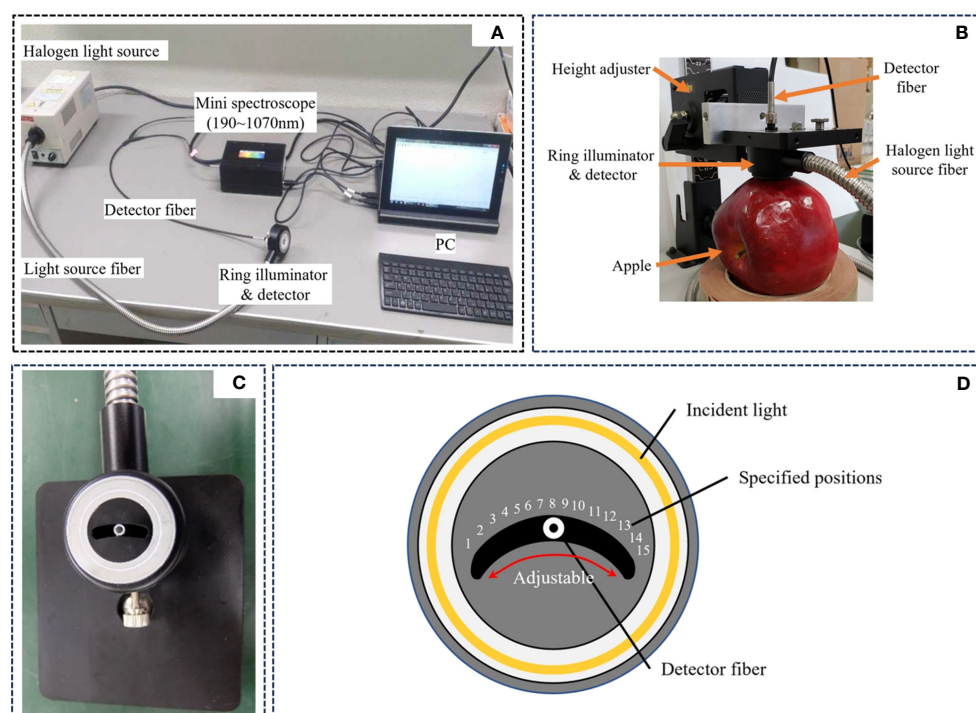 A
Halogen light source
Mini spectroscope
(190~1070nm)
Detector fiber
PC
Light source fiber
Ring illuminator
& detector
B
Height adjuster
Detector
fiber
Ring illuminator
& detector
Halogen light
source fiber
Apple
C
D
Incident light
Specified positions
1 2 3 4 5 6 7 8 9 10 11 12 13 14 15
Adjustable
Detector fiber